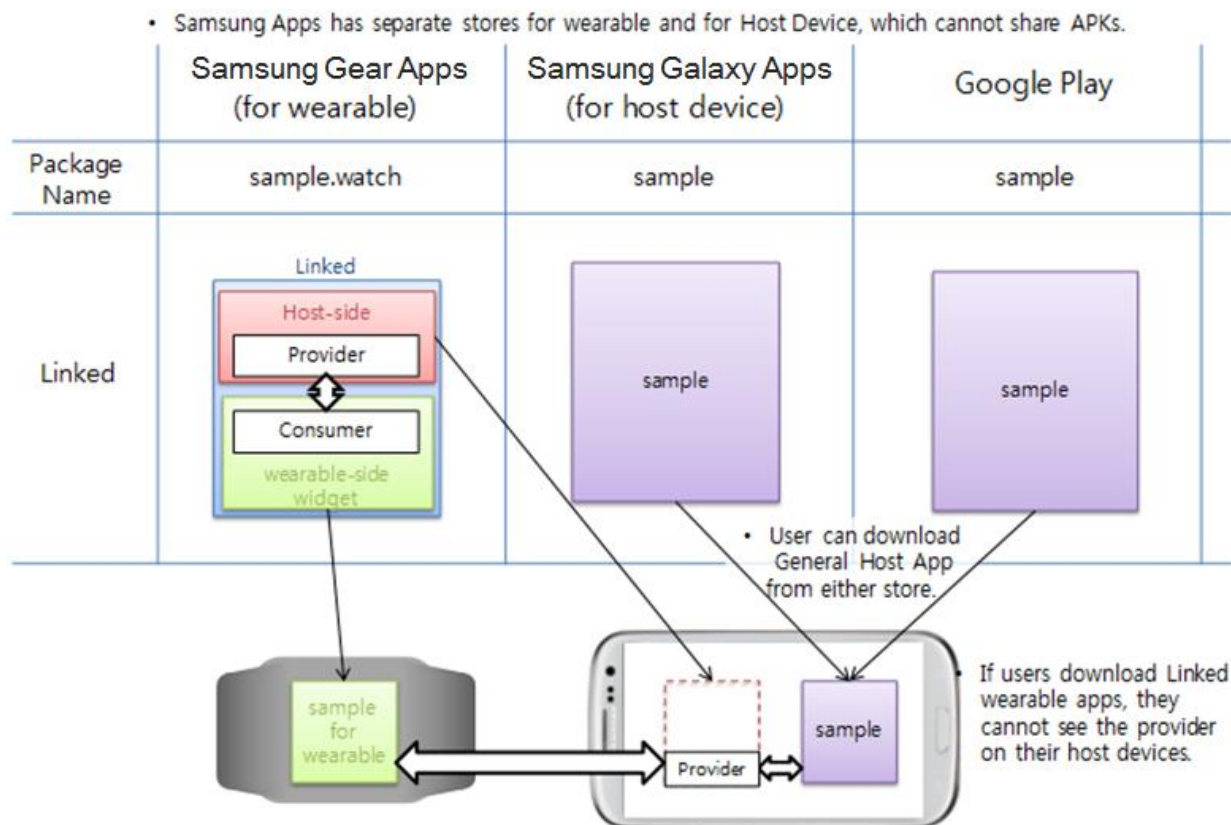 • Samsung Apps has separate stores for wearable and for Host Device, which cannot share APKs.
Samsung Gear Apps
(for wearable)
Samsung Galaxy Apps
(for host device)
Google Play
Package
Name
sample.watch
sample
sample
Linked
Linked
Host-side
Provider
Consumer
wearable-side
widget
sample
sample
• User can download
General Host App
from either store.
sample
for
wearable
Provider
sample
• If users download Linked
wearable apps, they
cannot see the provider
on their host devices.